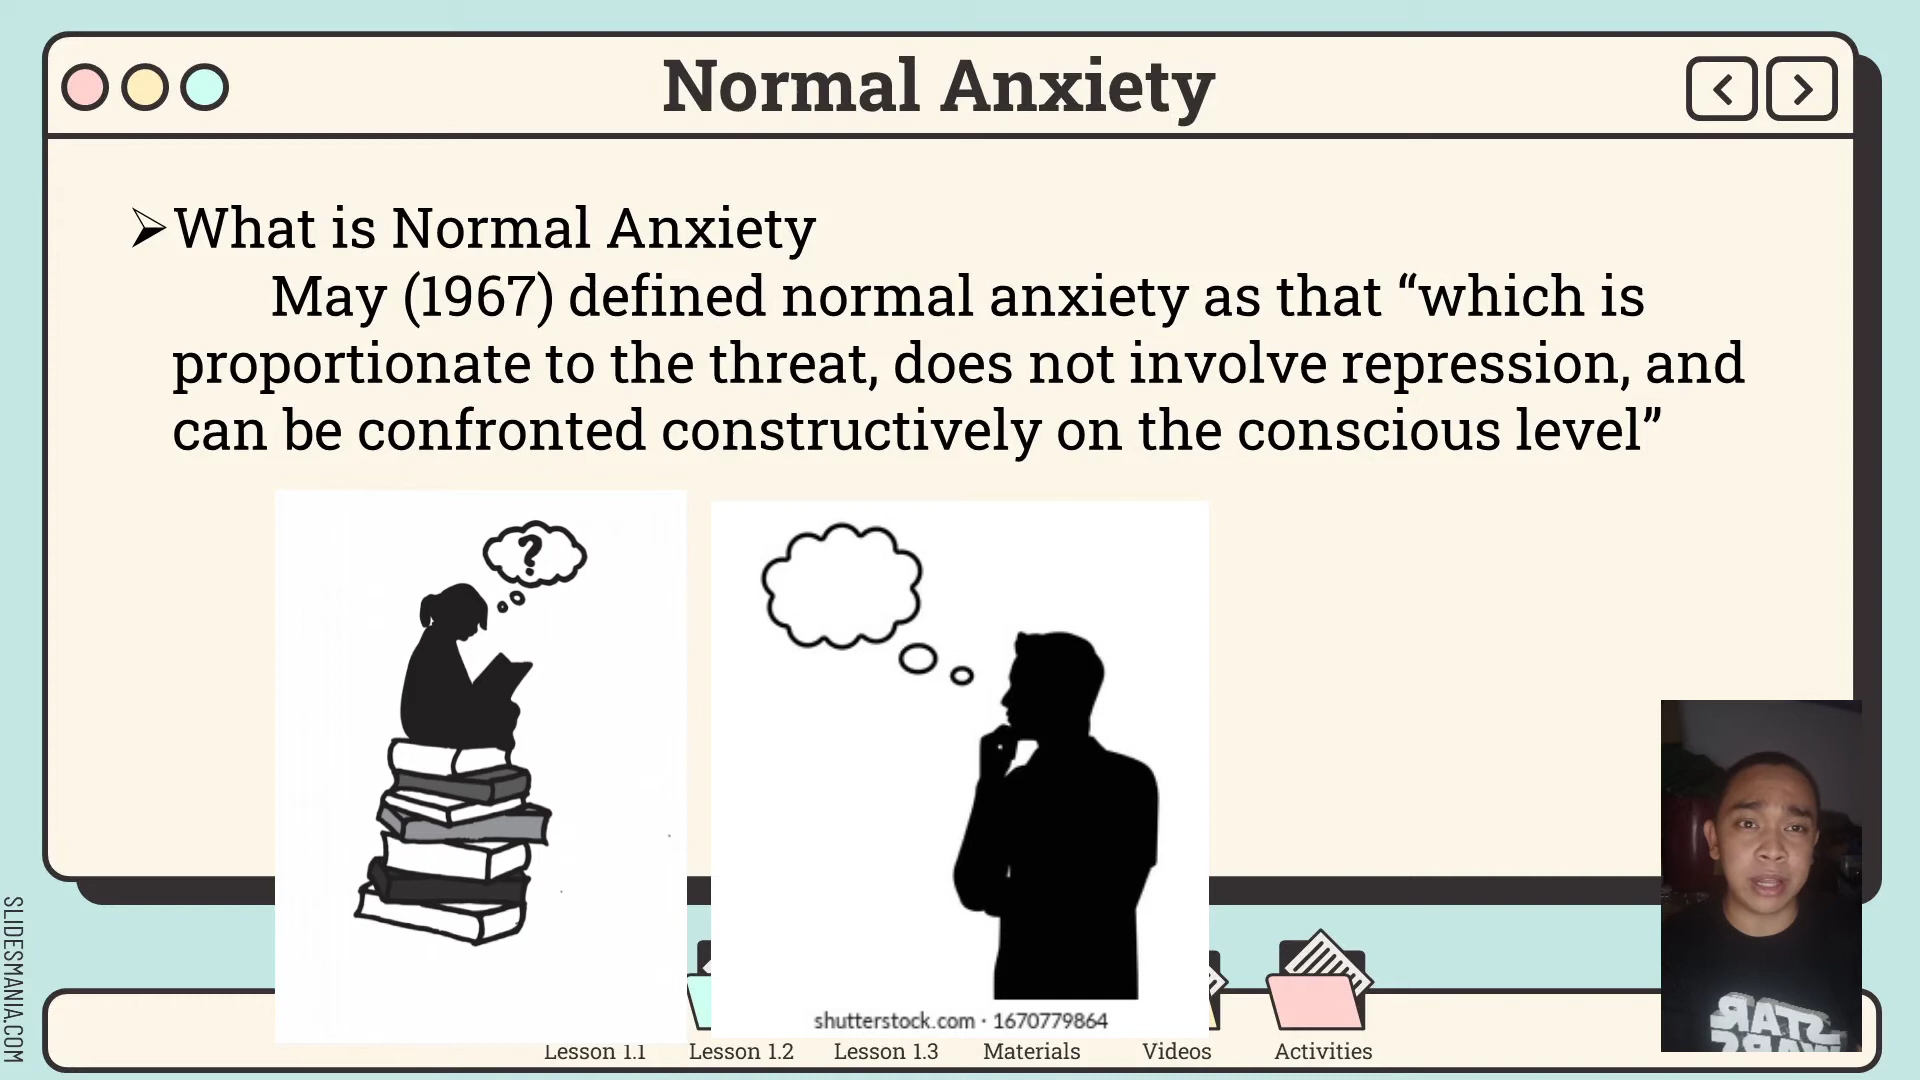 Normal Anxiety
What is Normal Anxiety
May (1967) defined normal anxiety as that “which is
proportionate to the threat, does not involve repression, and
can be confronted constructively on the conscious level”
?
shutterstock.com · 1670779864
Lesson 1.1 Lesson 1.2 Lesson 1.3 Materials Videos Activities
SLIDESMANIA.COM
STAR
WARS